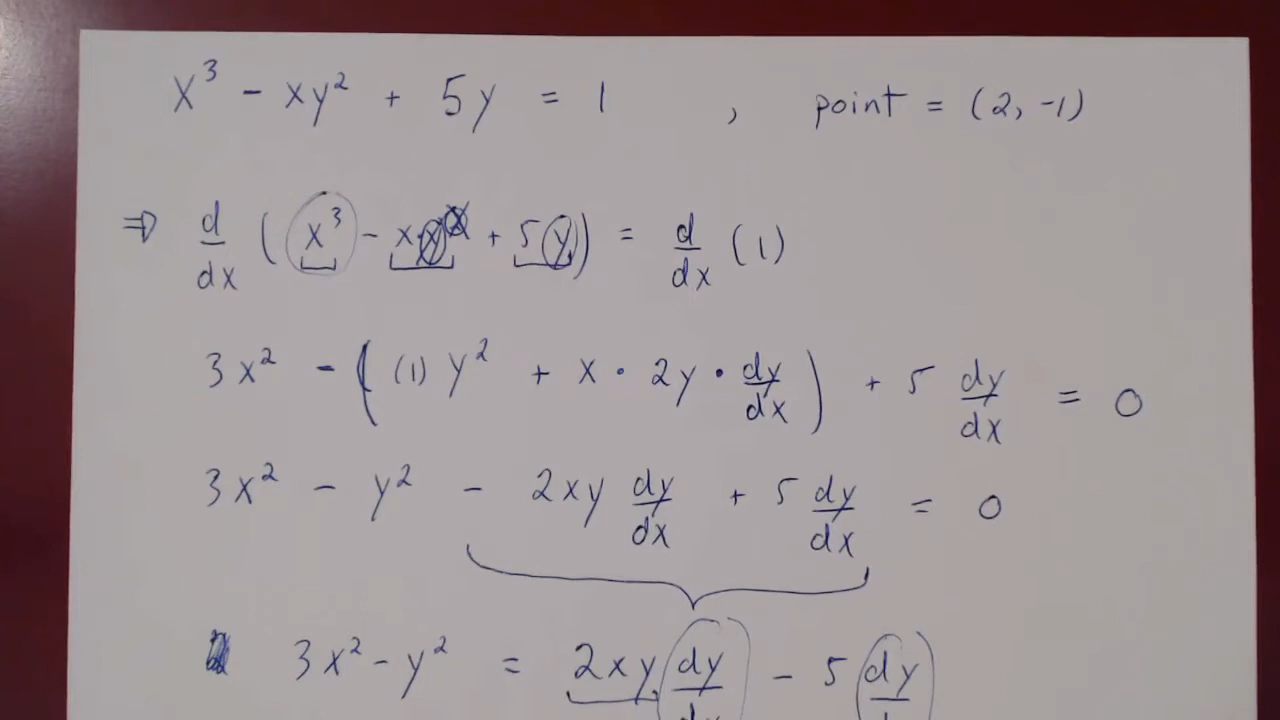 x³ - xy² + 5y = 1 , point = (2, -1)
⇒ d/dx (x³ - xy² + 5y) = d/dx (1)
3x² - ((1)y² + x · 2y · dy/dx) + 5 dy/dx = 0
3x² - y² - 2xy dy/dx + 5 dy/dx = 0
3x² - y² = 2xy dy/dx - 5 dy/dx